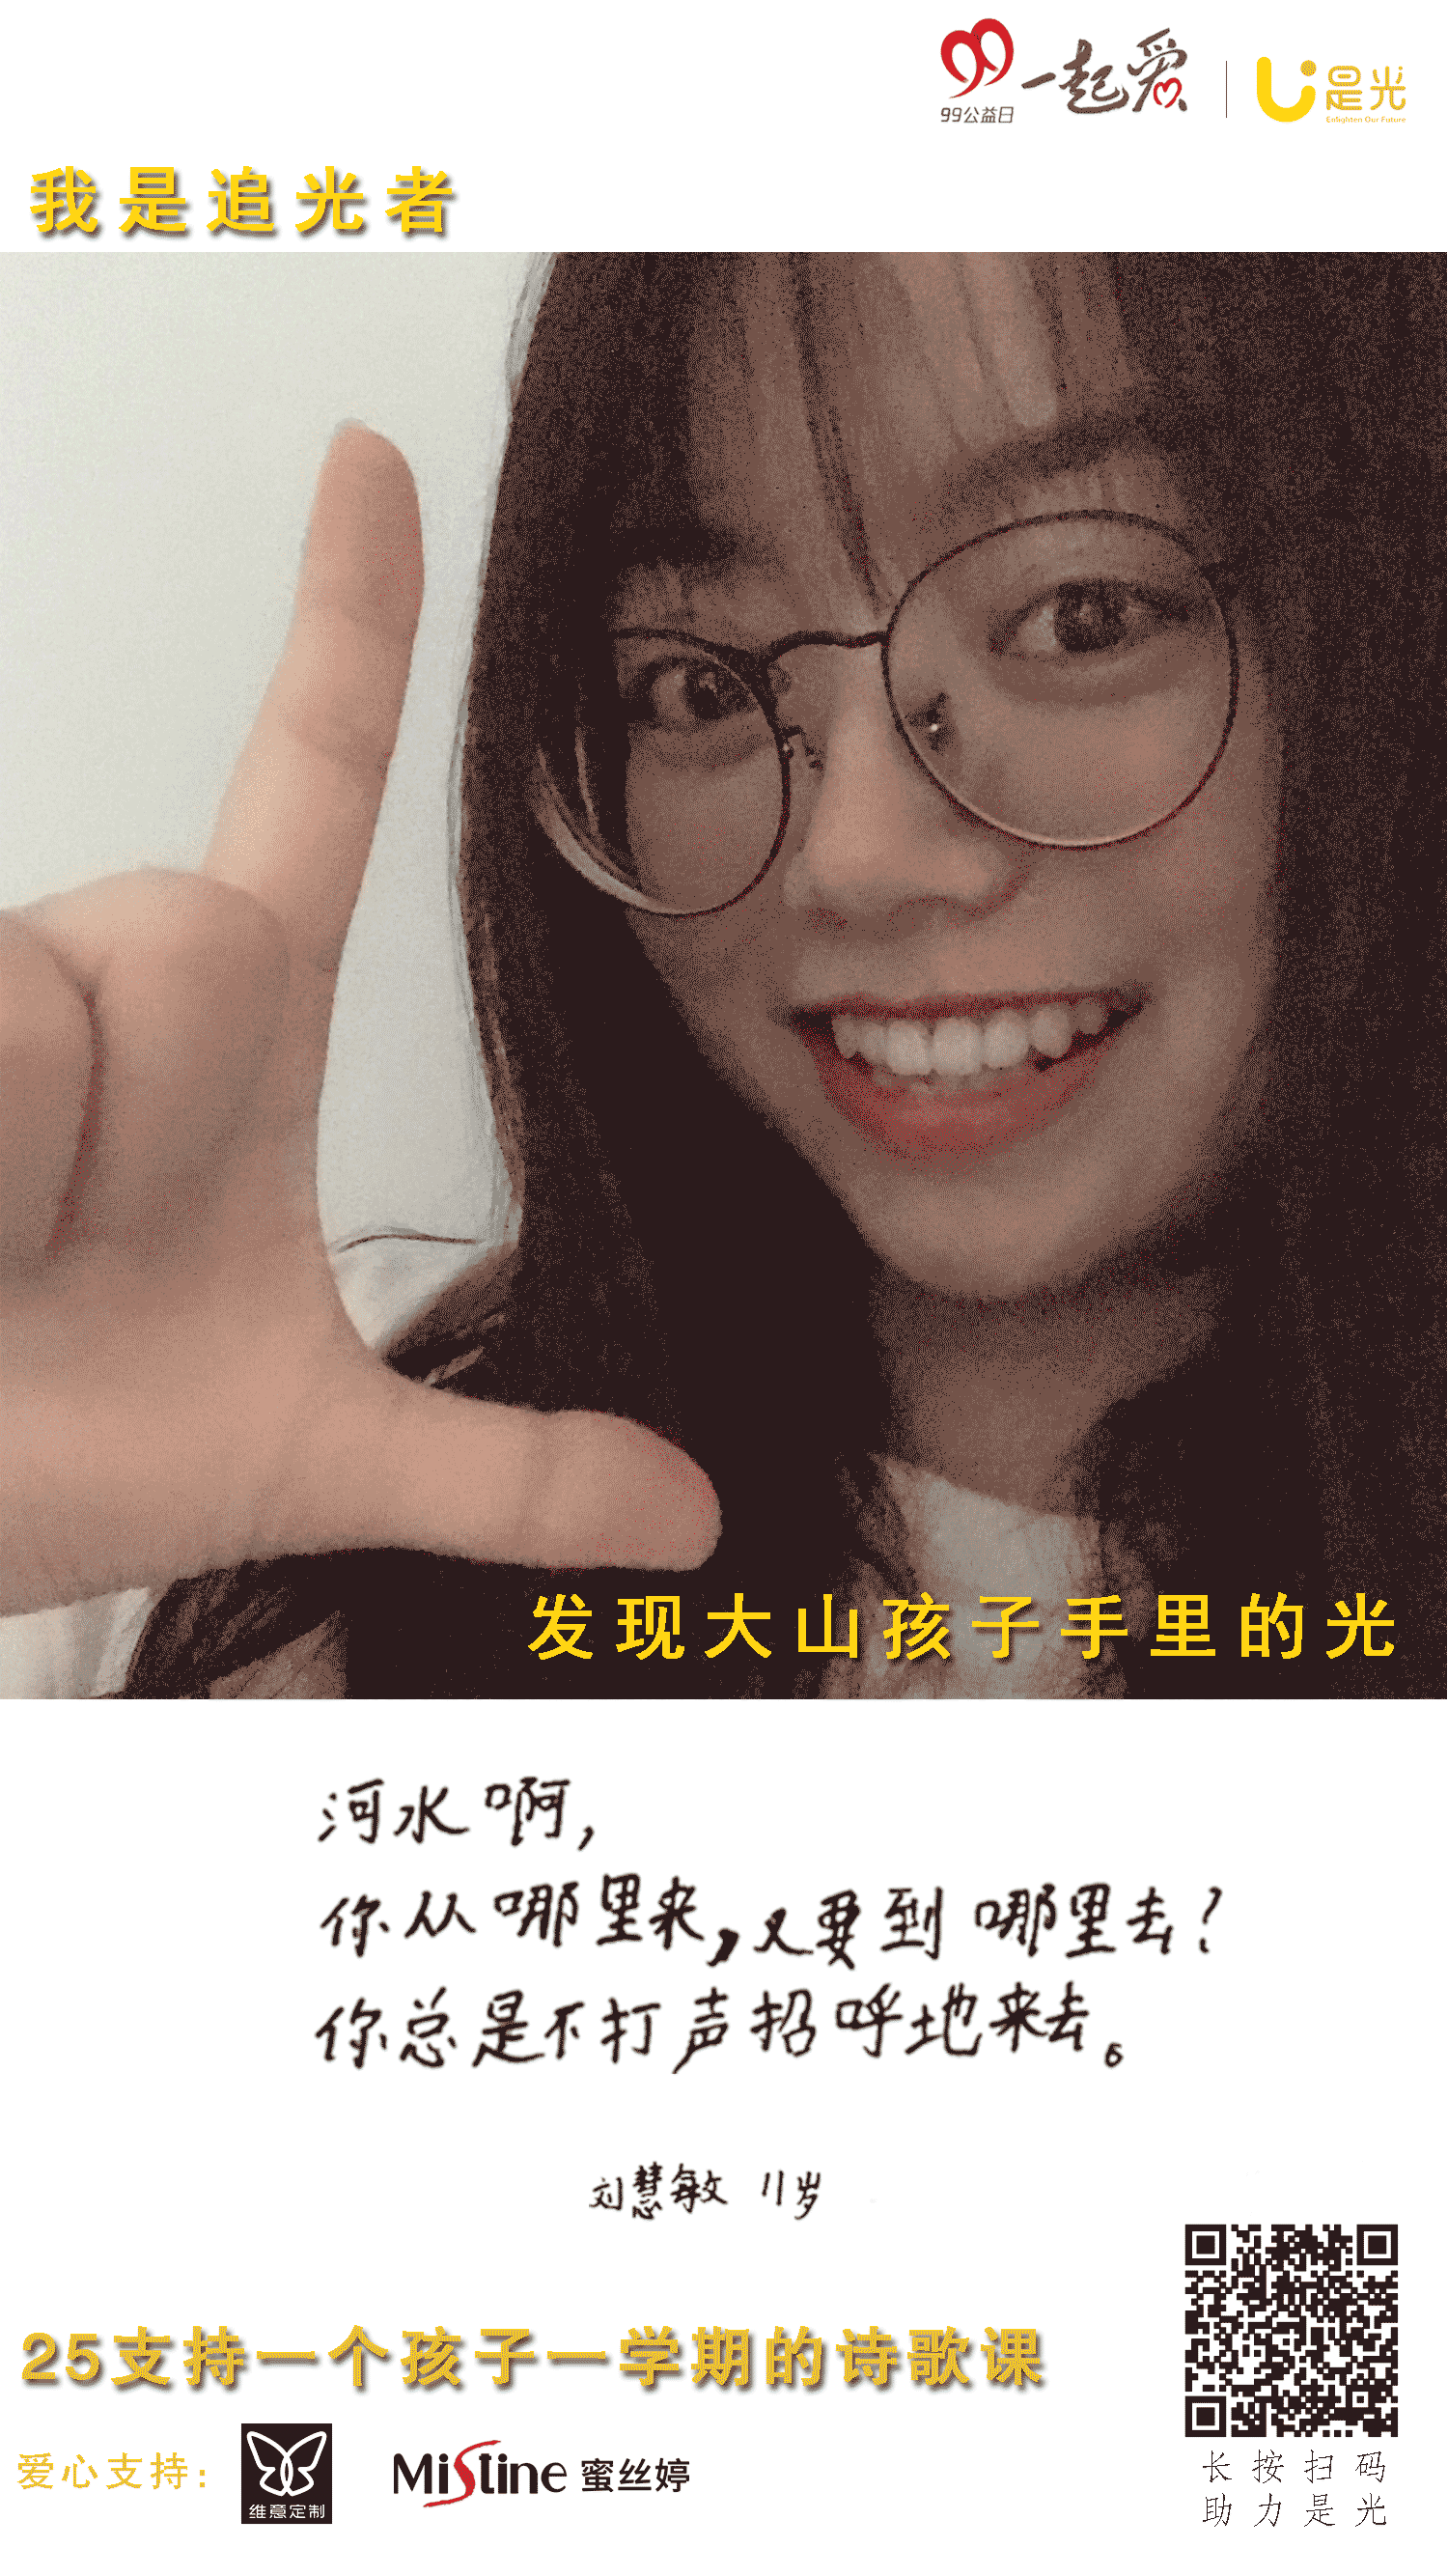 99公益日
一起爱
是光
Enlighten Our Future
我是追光者
发现大山孩子手里的光
河水啊,
你从哪里来,又要到哪里去?
你总是不打声招呼地来去。
刘慧敏 11岁
25支持一个孩子一学期的诗歌课
爱心支持:
维意定制
Mistine 蜜丝婷
长按扫码
助力是光